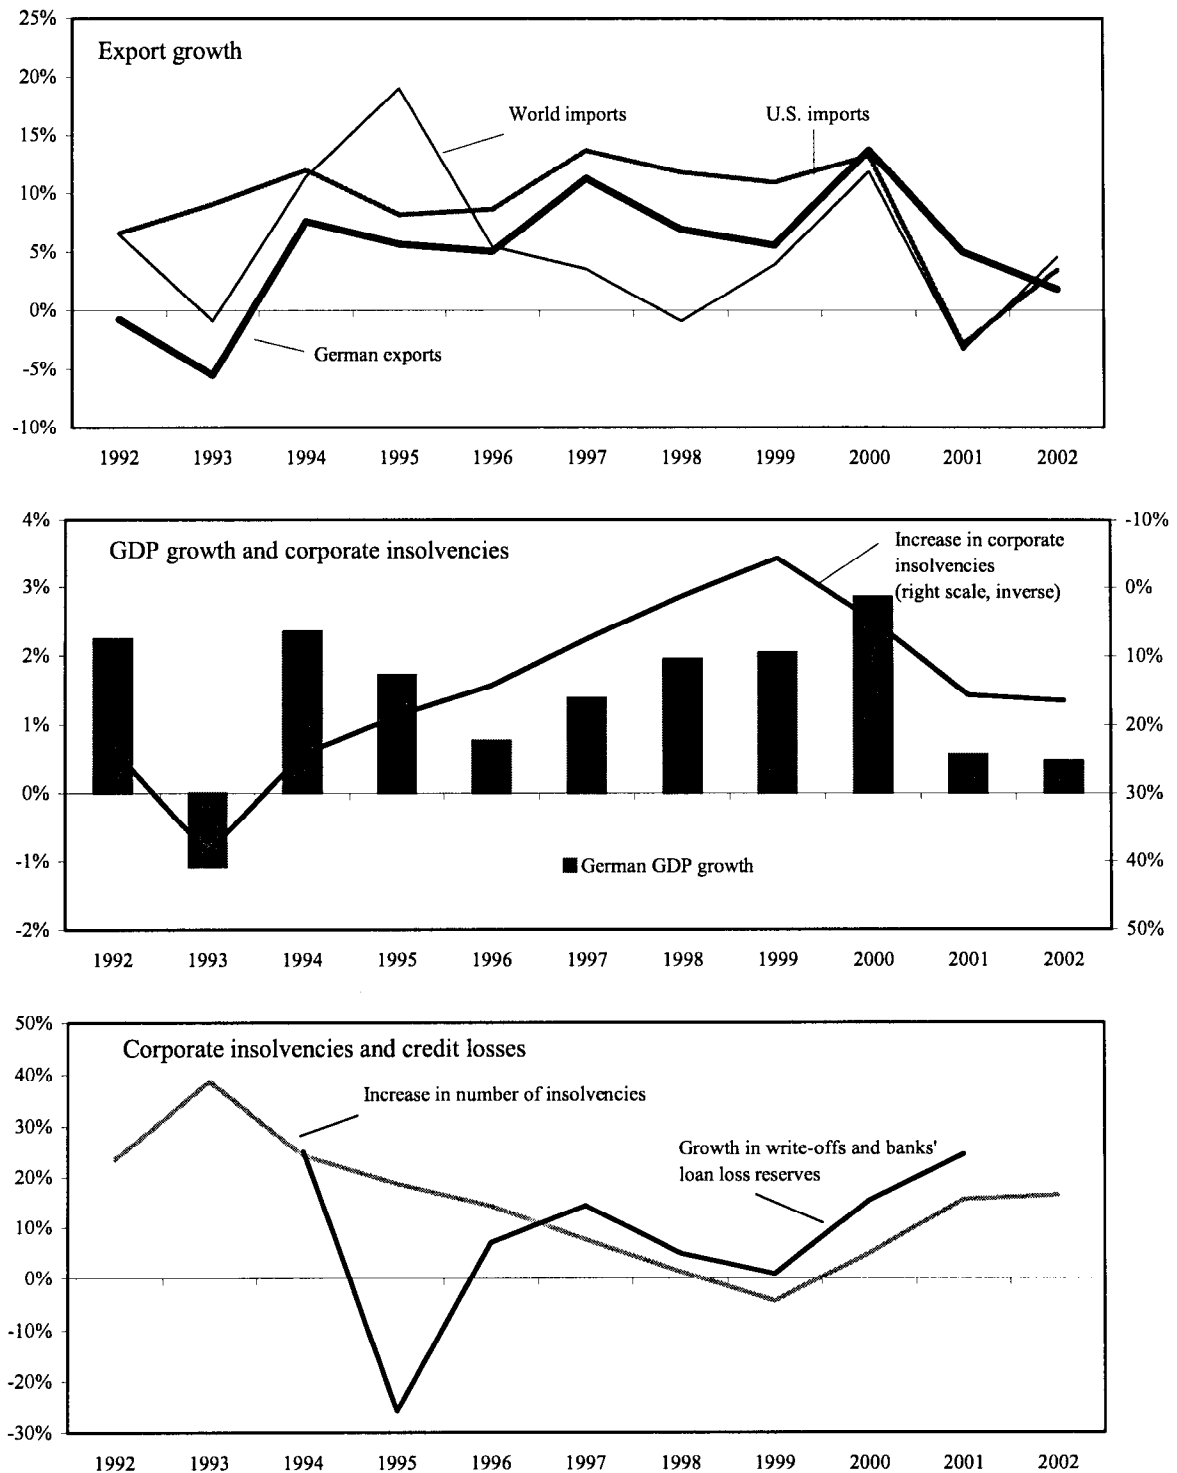 25%
Export growth
20%
World imports
U.S. imports
15%
10%
5%
0%
German exports
-5%
-10%
1992 1993 1994 1995 1996 1997 1998 1999 2000 2001 2002
4%
-10%
GDP growth and corporate insolvencies
Increase in corporate
insolvencies
(right scale, inverse)
3%
0%
2%
10%
1%
20%
0%
30%
-1%
German GDP growth
40%
-2%
50%
1992 1993 1994 1995 1996 1997 1998 1999 2000 2001 2002
50%
Corporate insolvencies and credit losses
40%
Increase in number of insolvencies
30%
Growth in write-offs and banks'
loan loss reserves
20%
10%
0%
-10%
-20%
-30%
1992 1993 1994 1995 1996 1997 1998 1999 2000 2001 2002